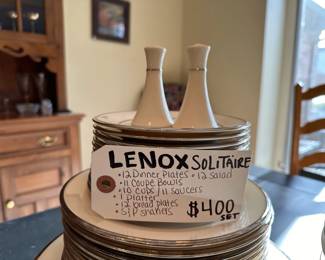 LENOX SOLITAIRE
• 12 Dinner Plates • 12 Salad
• 11 Coupe Bowls
• 10 cups / 11 saucers
• 1 Platter
• 12 bread plates
• S/P shakers
$400
SET